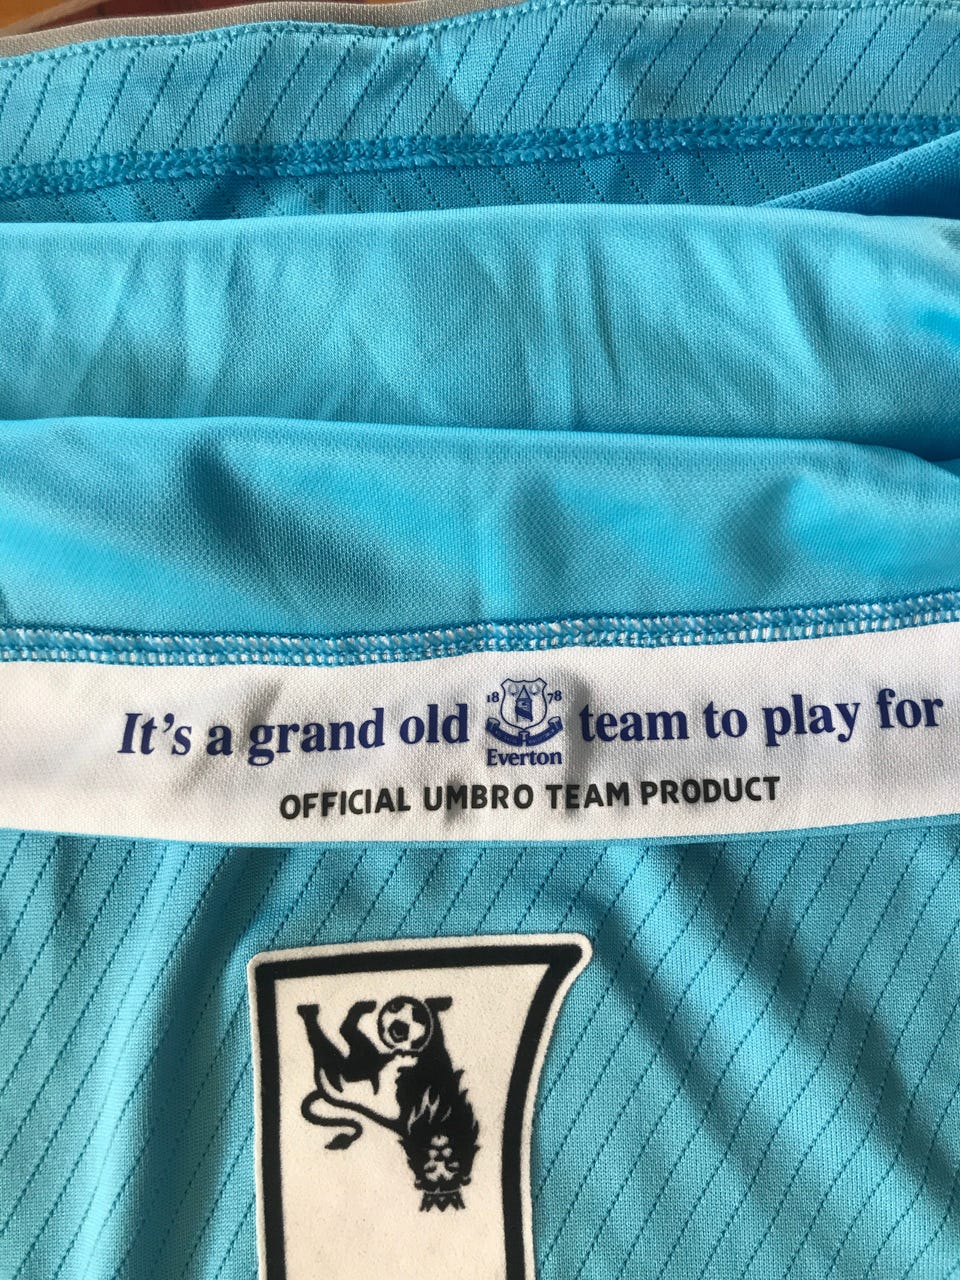 It's a grand old team to play for
18 78
Everton
OFFICIAL UMBRO TEAM PRODUCT